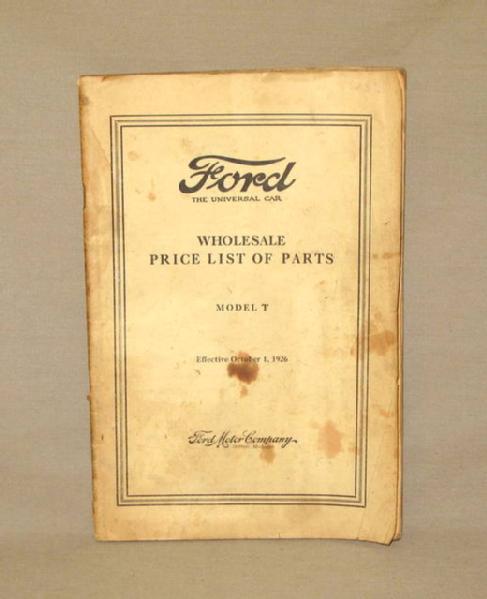 Ford
THE UNIVERSAL CAR
WHOLESALE
PRICE LIST OF PARTS
MODEL T
Effective October 1, 1926
Ford Motor Company